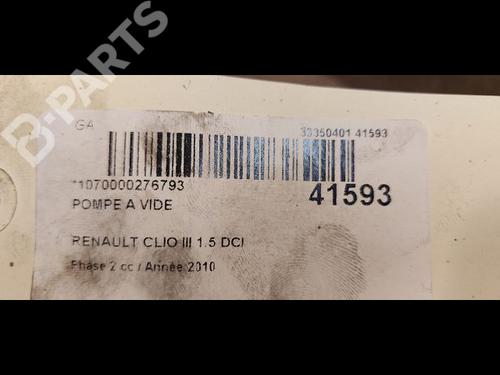 B-PARTS
GA
33350401 41593
*1070000276793
41593
POMPE A VIDE
RENAULT CLIO III 1.5 DCI
Phase 2 cc / Année 2010